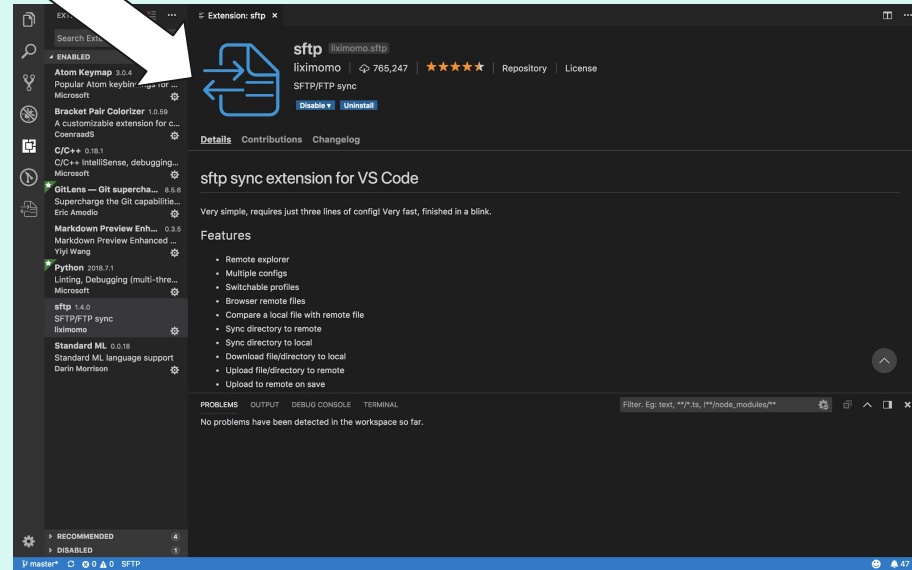 Extension: sftp
Search Ext
ENABLED
Atom Keymap 3.0.4
Popular Atom keybindings for ...
Microsoft
Bracket Pair Colorizer 1.0.59
A customizable extension for c...
CoenraadS
C/C++ 0.18.1
C/C++ IntelliSense, debugging...
Microsoft
GitLens — Git supercha... 8.5.6
Supercharge the Git capabilitie...
Eric Amodio
Markdown Preview Enh... 0.3.5
Markdown Preview Enhanced ...
Yiyi Wang
Python 2018.7.1
Linting, Debugging (multi-thre...
Microsoft
sftp 1.4.0
SFTP/FTP sync
liximomo
Standard ML 0.0.18
Standard ML language support
Darin Morrison
RECOMMENDED 4
DISABLED 1
sftp liximomo.sftp
liximomo 765,247 Repository License
SFTP/FTP sync
Disable Uninstall
Details Contributions Changelog
sftp sync extension for VS Code
Very simple, requires just three lines of config! Very fast, finished in a blink.
Features
• Remote explorer
• Multiple configs
• Switchable profiles
• Browser remote files
• Compare a local file with remote file
• Sync directory to remote
• Sync directory to local
• Download file/directory to local
• Upload file/directory to remote
• Upload to remote on save
PROBLEMS OUTPUT DEBUG CONSOLE TERMINAL Filter. Eg: text, **/*.ts, !**/node_modules/**
No problems have been detected in the workspace so far.
master* 0 0 SFTP 47